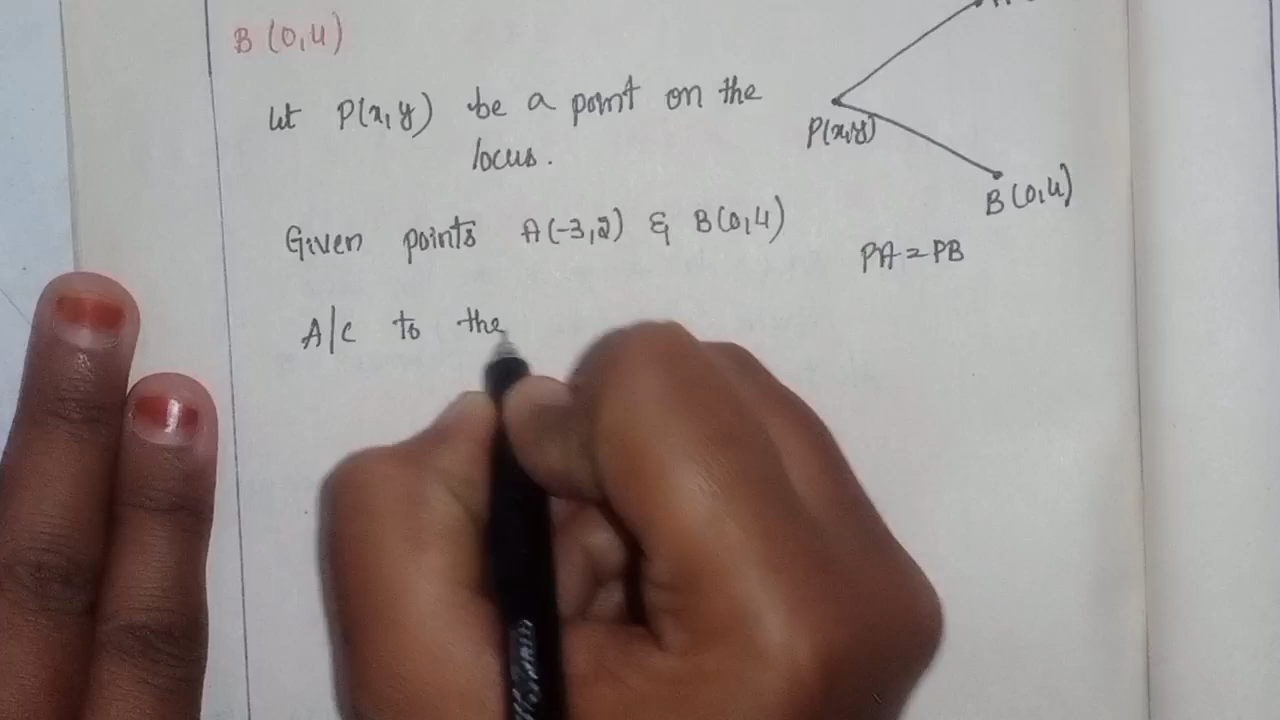 B (0,4)
Let P(x,y) be a point on the
locus.
Given points A(-3,2) & B(0,4)
A/C to the
P(x,y)
B(0,4)
PA = PB